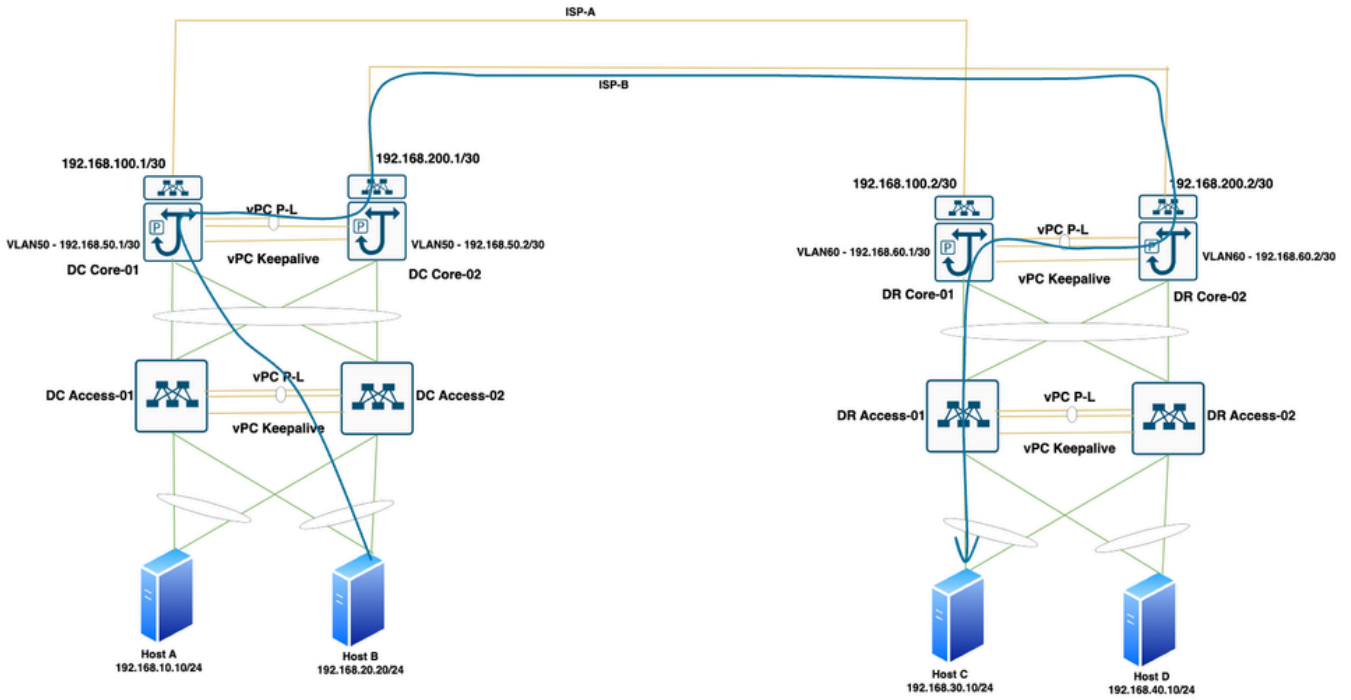 ISP-A
ISP-B
192.168.100.1/30
192.168.200.1/30
192.168.100.2/30
192.168.200.2/30
vPC P-L
P
P
VLAN50 - 192.168.50.1/30
VLAN50 - 192.168.50.2/30
vPC Keepalive
DC Core-01
DC Core-02
vPC P-L
P
P
VLAN60 - 192.168.60.1/30
VLAN60 - 192.168.60.2/30
vPC Keepalive
DR Core-01
DR Core-02
vPC P-L
DC Access-01
DC Access-02
vPC Keepalive
vPC P-L
DR Access-01
DR Access-02
vPC Keepalive
Host A
192.168.10.10/24
Host B
192.168.20.20/24
Host C
192.168.30.10/24
Host D
192.168.40.10/24